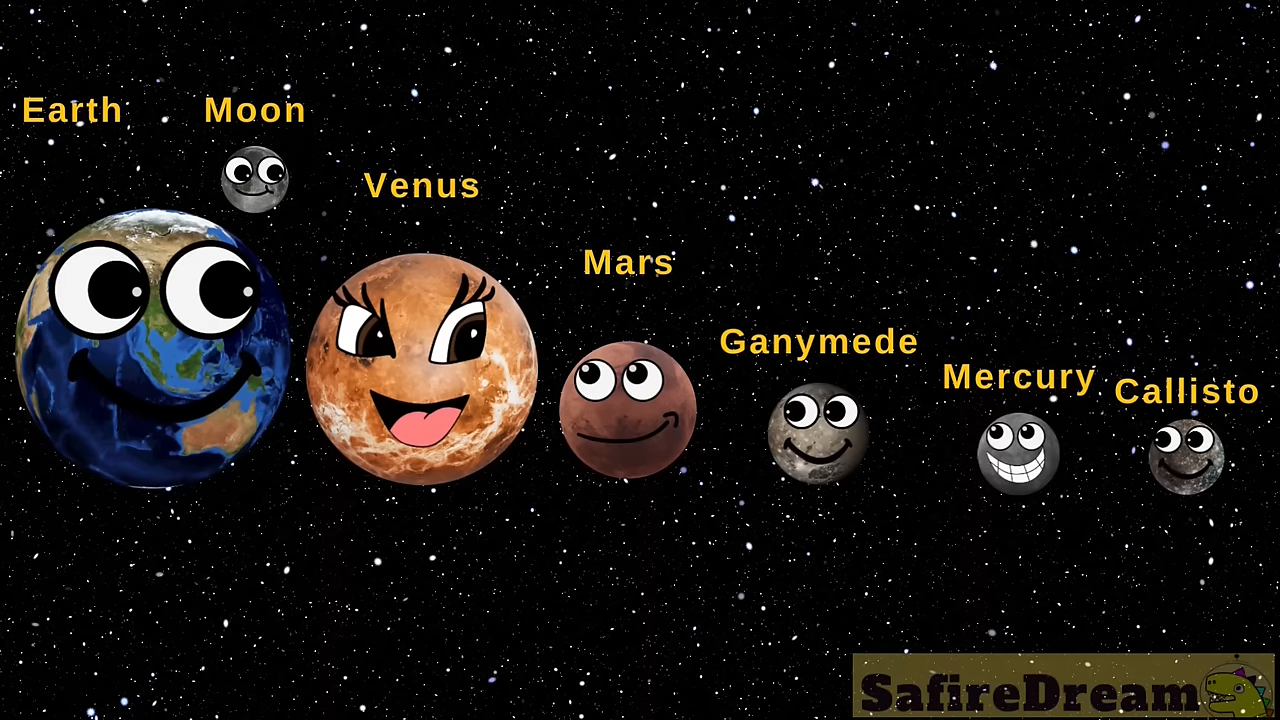 Earth
Moon
Venus
Mars
Ganymede
Mercury
Callisto
SafireDream